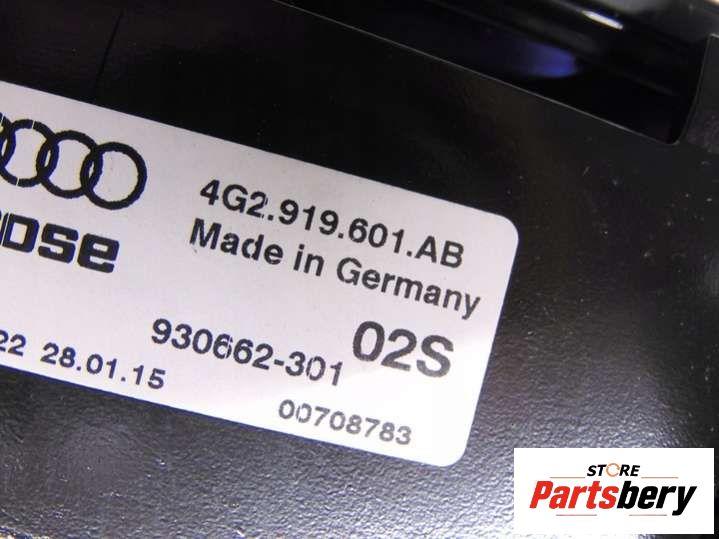 4G2.919.601.AB
Made in Germany
930662-301 02S
22 28.01.15
00708783
STORE
Partsbery